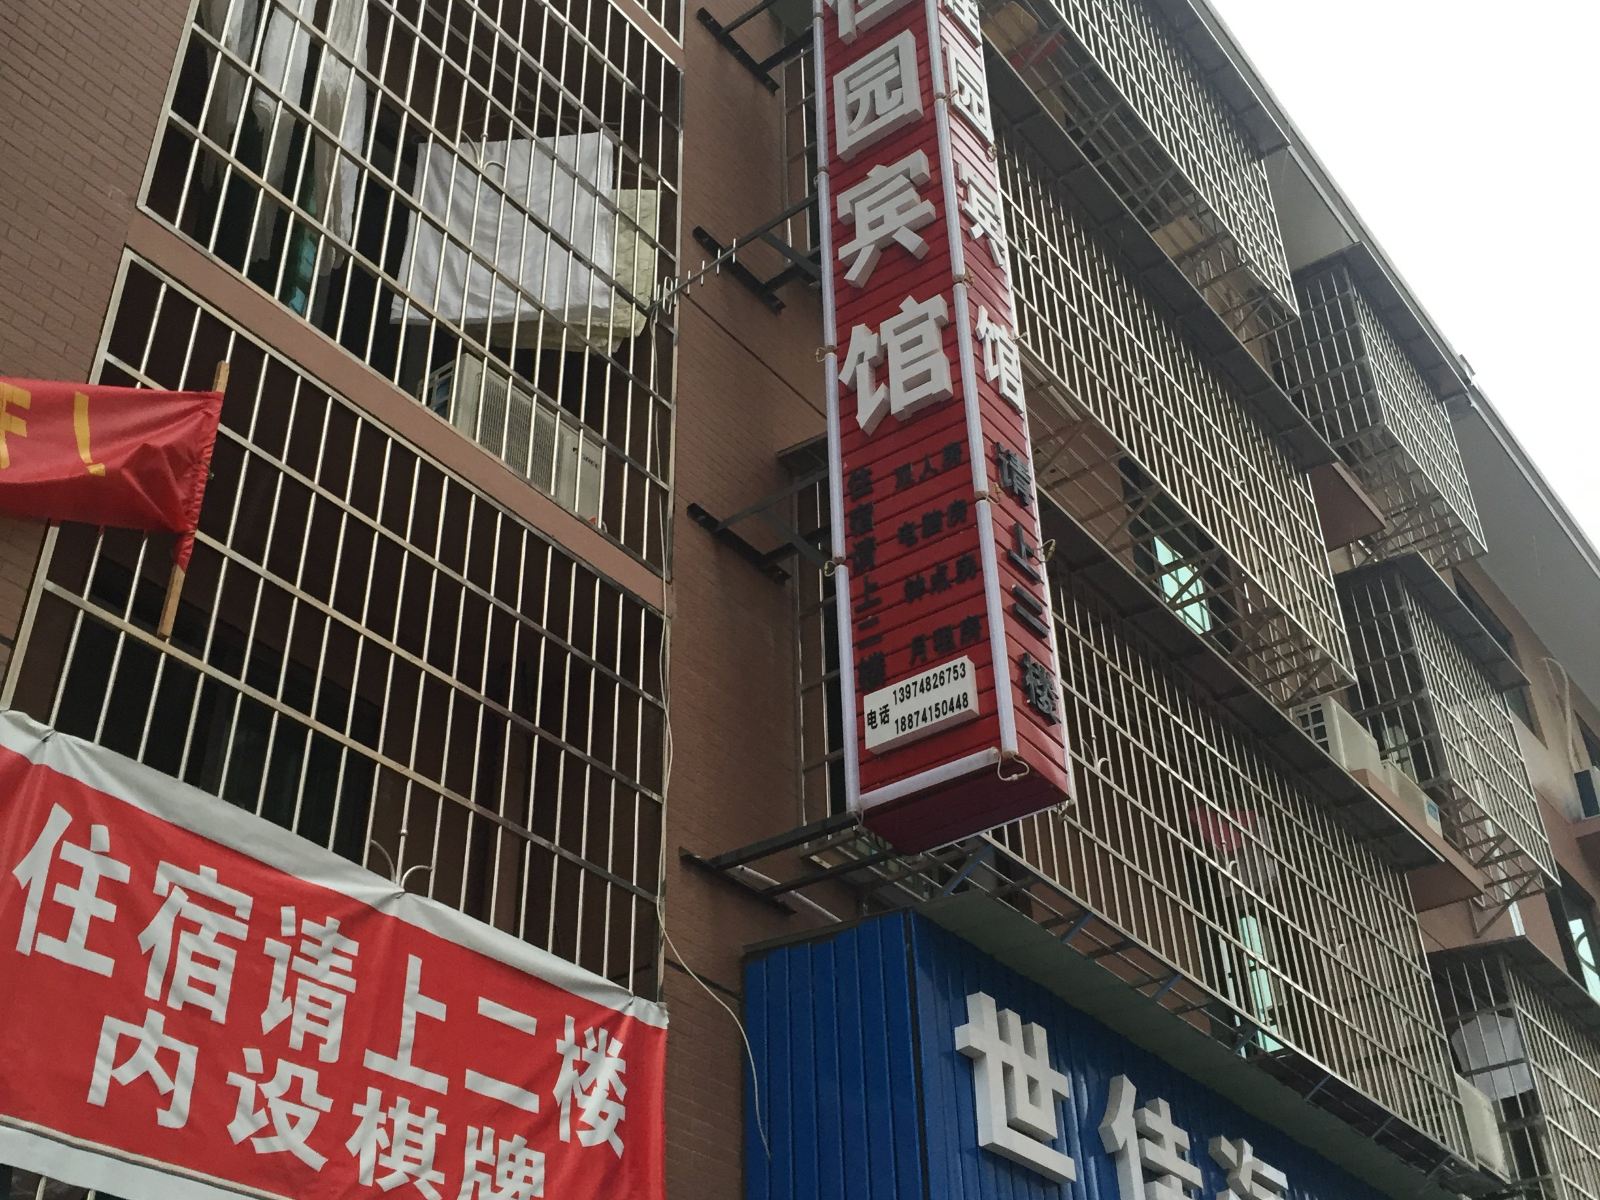 园宾馆
园宾馆
请上二楼
住宿请上二楼
双人房
电脑房
钟点房
月租房
电话
13974826753
18874150448
住宿请上二楼
内设棋牌
世佳